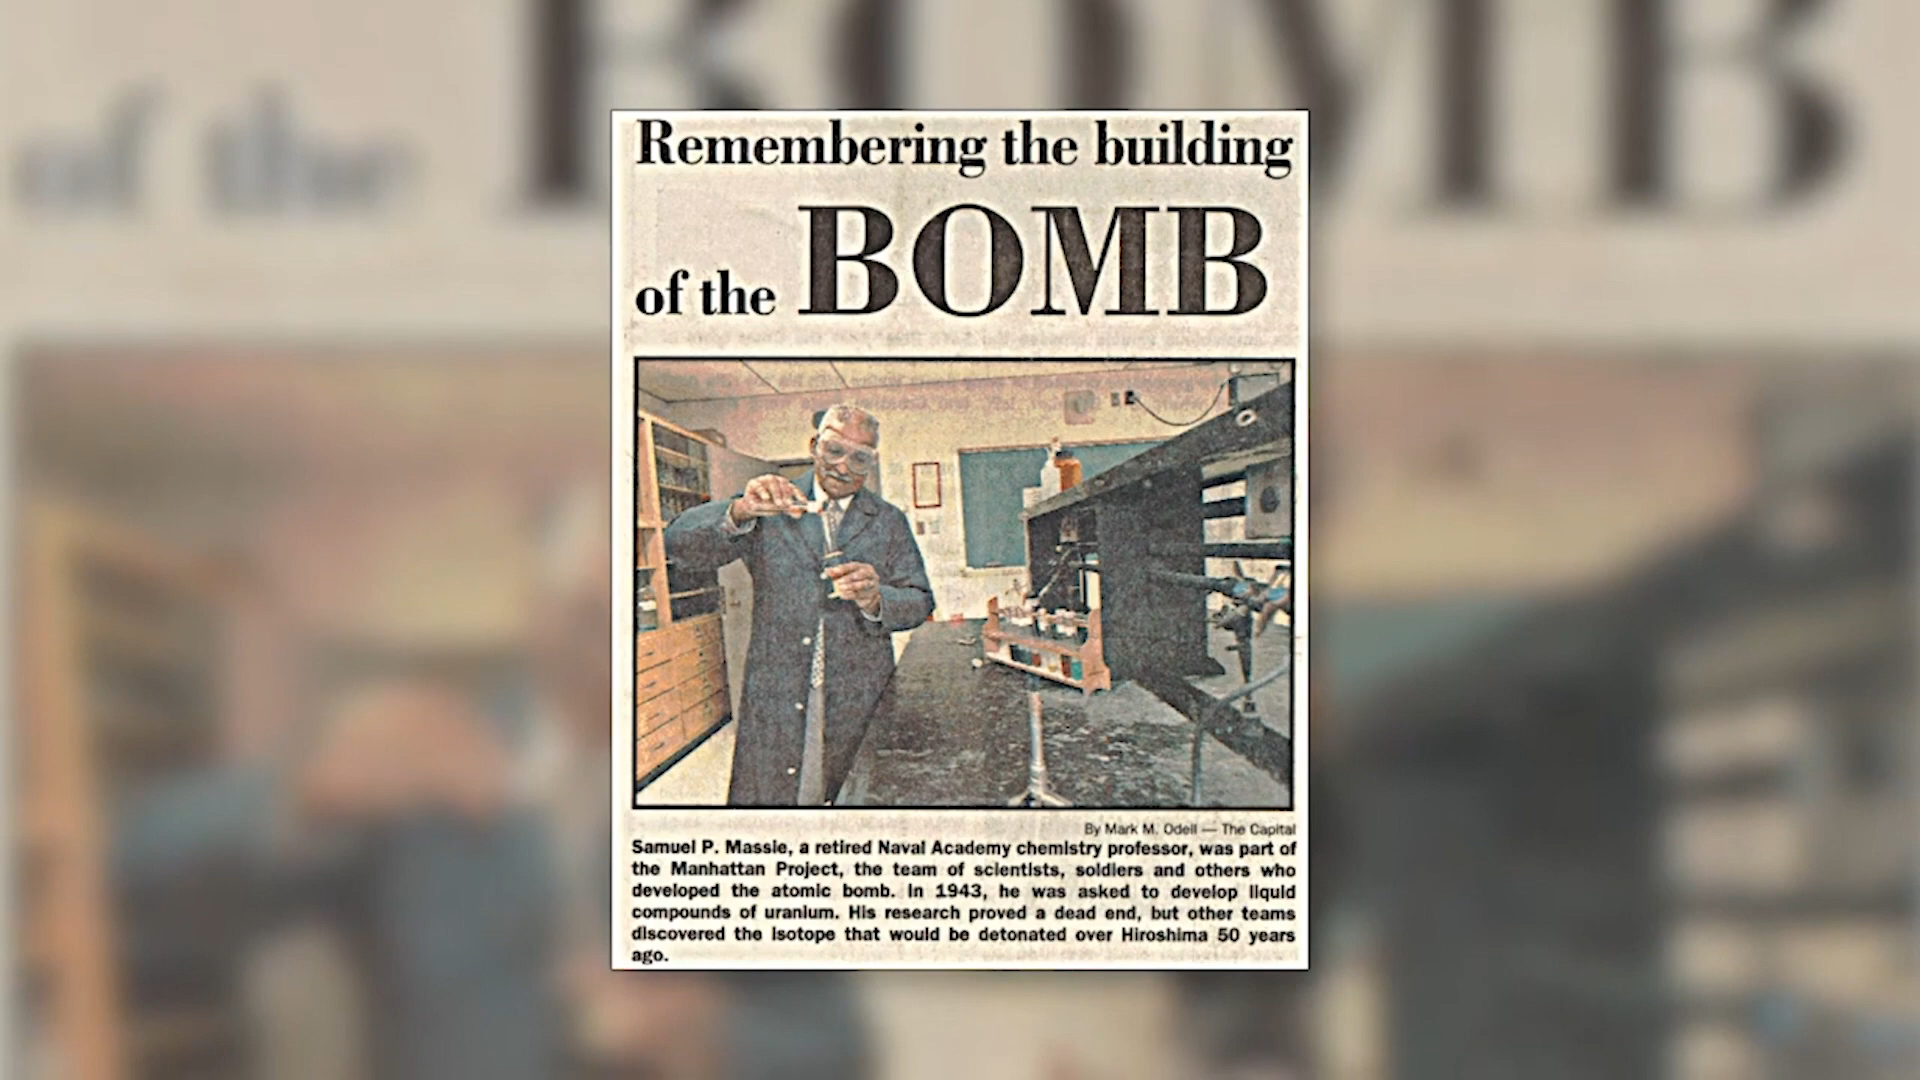 Remembering the building
of the BOMB
By Mark M. Odell — The Capital
Samuel P. Massie, a retired Naval Academy chemistry professor, was part of
the Manhattan Project, the team of scientists, soldiers and others who
developed the atomic bomb. In 1943, he was asked to develop liquid
compounds of uranium. His research proved a dead end, but other teams
discovered the isotope that would be detonated over Hiroshima 50 years
ago.